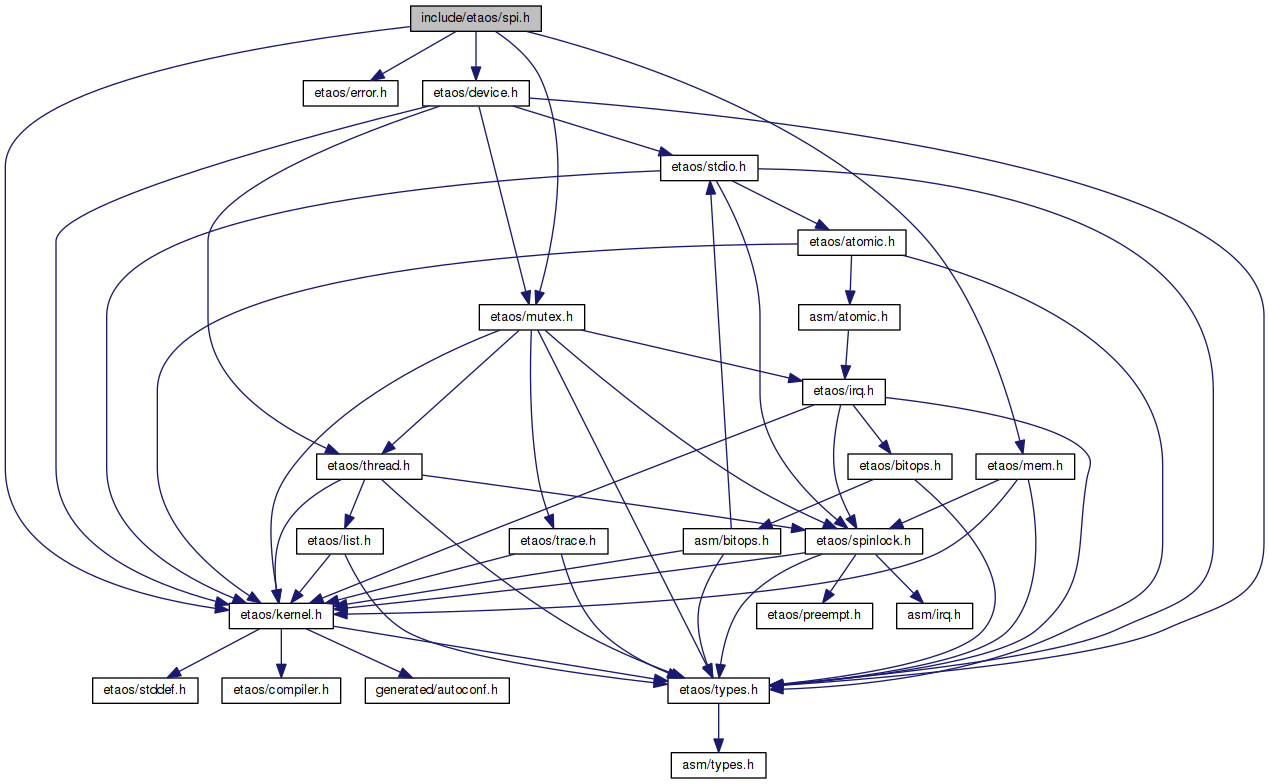 include/etaos/spi.h
etaos/error.h
etaos/device.h
etaos/stdio.h
etaos/atomic.h
etaos/mutex.h
asm/atomic.h
etaos/irq.h
etaos/thread.h
etaos/bitops.h
etaos/mem.h
etaos/list.h
etaos/trace.h
asm/bitops.h
etaos/spinlock.h
etaos/kernel.h
etaos/preempt.h
asm/irq.h
etaos/stddef.h
etaos/compiler.h
generated/autoconf.h
etaos/types.h
asm/types.h